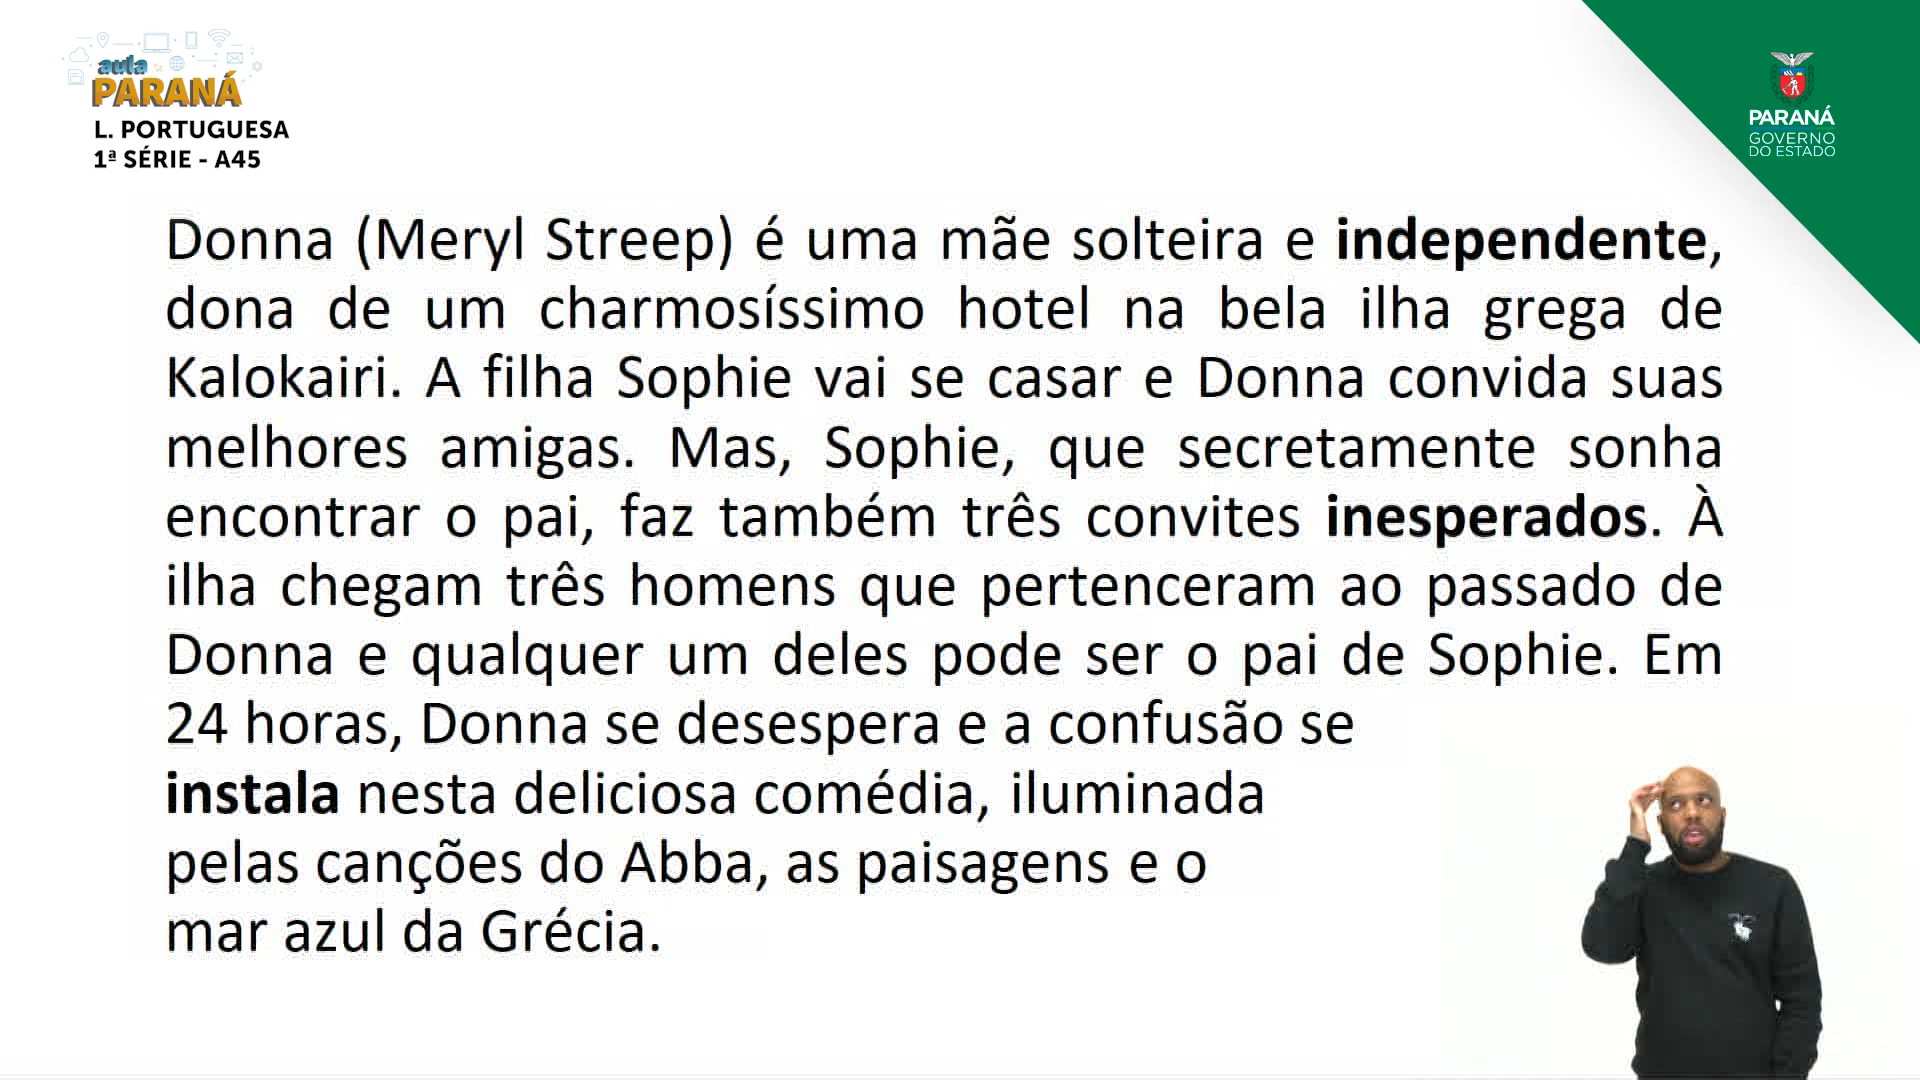 aula
PARANÁ
L. PORTUGUESA
1ª SÉRIE - A45
PARANÁ
GOVERNO
DO ESTADO
Donna (Meryl Streep) é uma mãe solteira e independente,
dona de um charmosíssimo hotel na bela ilha grega de
Kalokairi. A filha Sophie vai se casar e Donna convida suas
melhores amigas. Mas, Sophie, que secretamente sonha
encontrar o pai, faz também três convites inesperados. À
ilha chegam três homens que pertenceram ao passado de
Donna e qualquer um deles pode ser o pai de Sophie. Em
24 horas, Donna se desespera e a confusão se
instala nesta deliciosa comédia, iluminada
pelas canções do Abba, as paisagens e o
mar azul da Grécia.